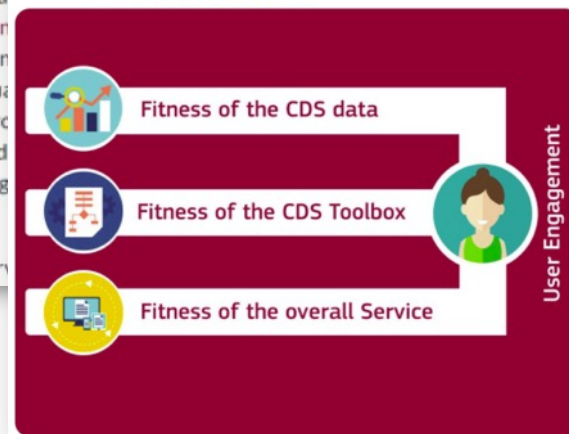 Fitness of the CDS data
Fitness of the CDS Toolbox
Fitness of the overall Service
User Engagement